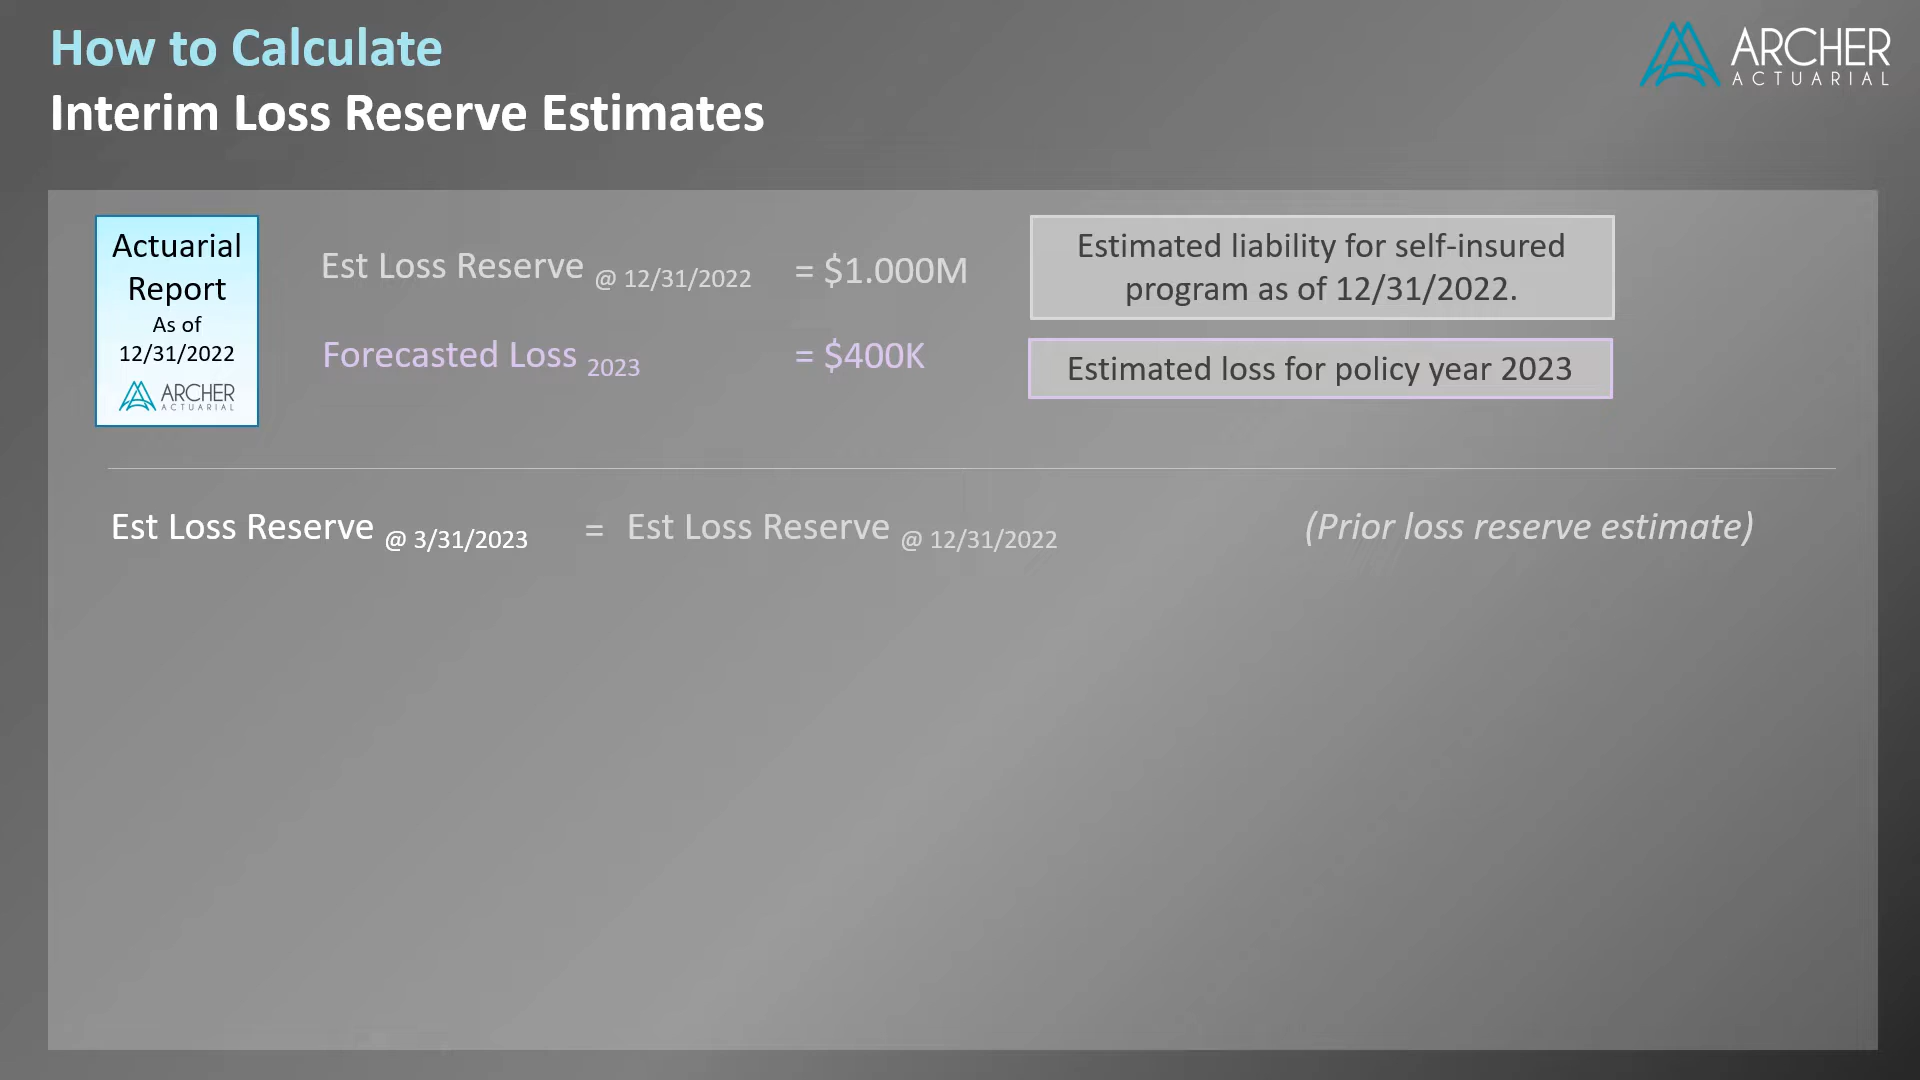 How to Calculate
Interim Loss Reserve Estimates
ARCHER
ACTUARIAL
Actuarial
Report
As of
12/31/2022
ARCHER
ACTUARIAL
Est Loss Reserve @ 12/31/2022 = $1.000M
Estimated liability for self-insured
program as of 12/31/2022.
Forecasted Loss 2023 = $400K
Estimated loss for policy year 2023
Est Loss Reserve @ 3/31/2023 = Est Loss Reserve @ 12/31/2022 (Prior loss reserve estimate)